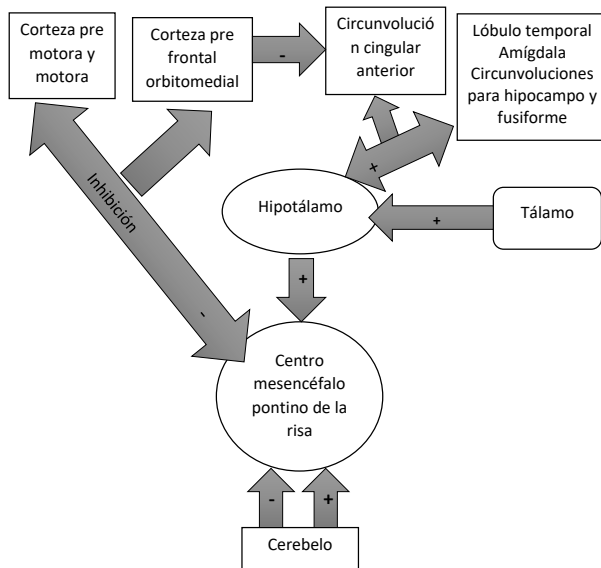 Corteza pre
motora y
motora
Corteza pre
frontal
orbitomedial
-
Circunvolució
n cingular
anterior
Lóbulo temporal
Amígdala
Circunvoluciones
para hipocampo y
fusiforme
Inhibición
-
+
Hipotálamo
+
Tálamo
+
Centro
mesencéfalo
pontino de la
risa
- +
Cerebelo